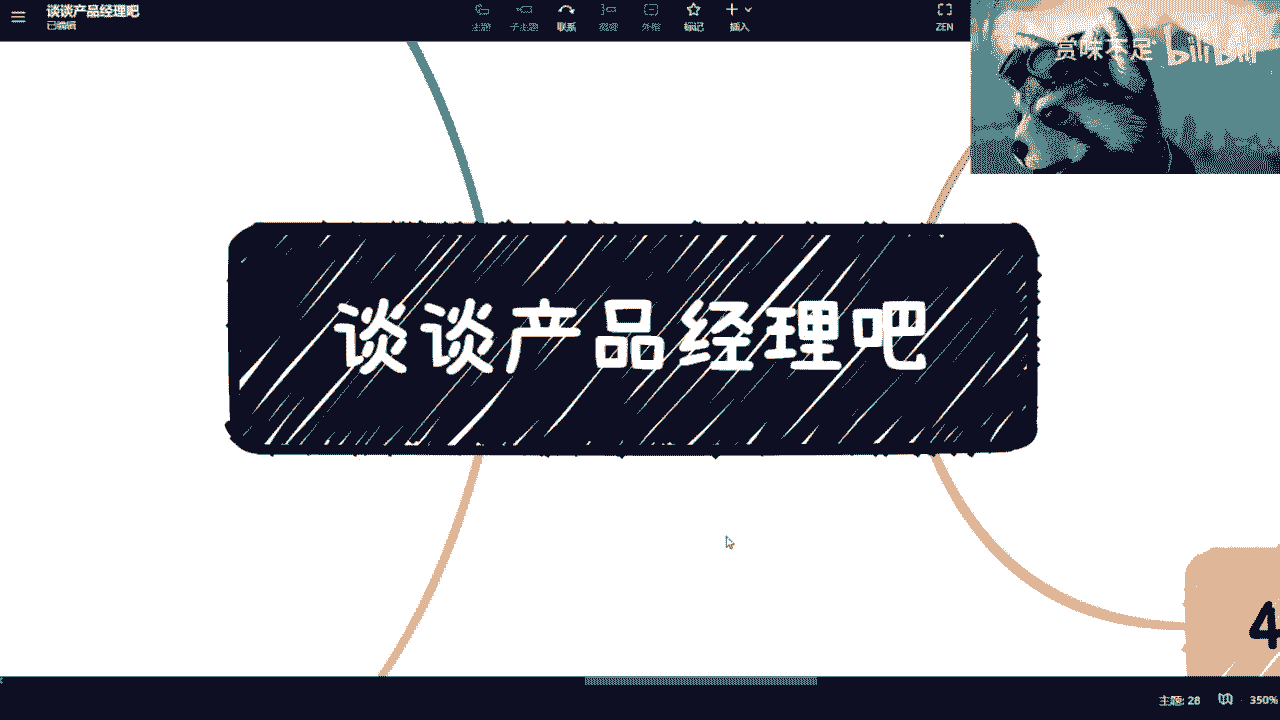 谈谈产品经理吧
已编辑
主题
子主题
联系
概要
外框
标记
插入
ZEN
赏味不足 bilibili
谈谈产品经理吧
4
主题: 28
350%